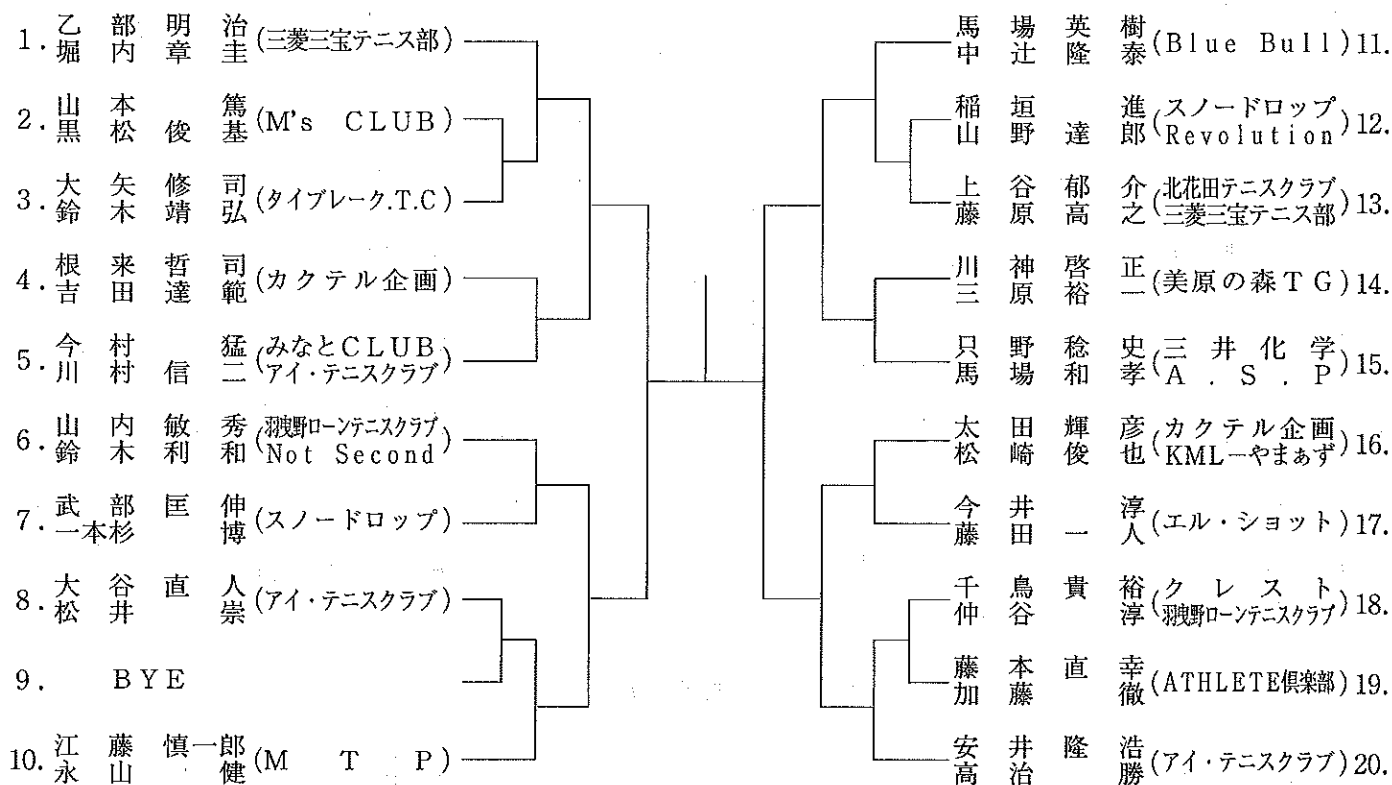 1. 乙部明治 (三菱三宝テニス部)
堀内章圭
2. 山本篤 (M's CLUB)
黒松俊基
3. 大矢修司 (タイブレーク.T.C)
鈴木靖弘
4. 根来哲司 (カクテル企画)
吉田達範
5. 今村猛 (みなとCLUB
川村信二 アイ・テニスクラブ)
6. 山内敏秀 (羽曳野ローンテニスクラブ
鈴木利和 Not Second)
7. 武部匡伸 (スノードロップ)
一本杉博
8. 大谷直人 (アイ・テニスクラブ)
松井崇
9. BYE
10. 江藤慎一郎 (MTP)
永山健
馬場英樹 (Blue Bull) 11.
中辻隆泰
稲垣進 (スノードロップ
山野達郎 Revolution) 12.
上谷郁介 (北花田テニスクラブ
藤原高之 三菱三宝テニス部) 13.
川神啓正 (美原の森TG) 14.
三原裕一
只野稔史 (三井化学
馬場和孝 A.S.P) 15.
太田輝彦 (カクテル企画
松崎俊也 KMLーやまぁず) 16.
今井淳 (エル・ショット) 17.
藤田一人
千鳥貴裕 (クレスト
仲谷淳 羽曳野ローンテニスクラブ) 18.
藤本直幸 (ATHLETE倶楽部) 19.
加藤徹
安井隆浩 (アイ・テニスクラブ) 20.
高治勝